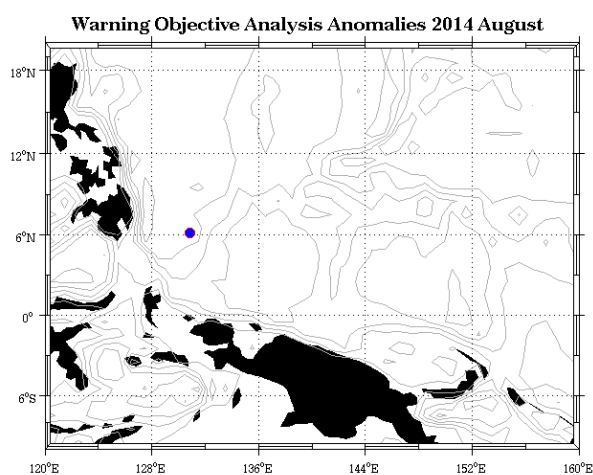 Warning Objective Analysis Anomalies 2014 August
18°N
12°N
6°N
0°
6°S
120°E 128°E 136°E 144°E 152°E 160°E